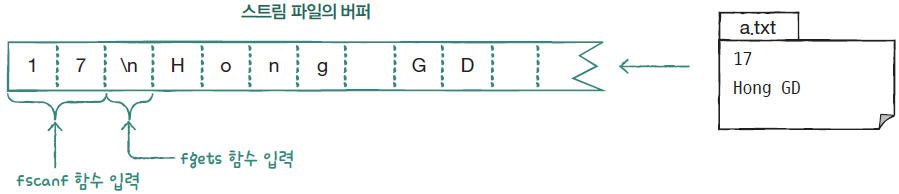 스트림 파일의 버퍼
a.txt
1 7 \n H o n g G D
17
Hong GD
fgets 함수 입력
fscanf 함수 입력